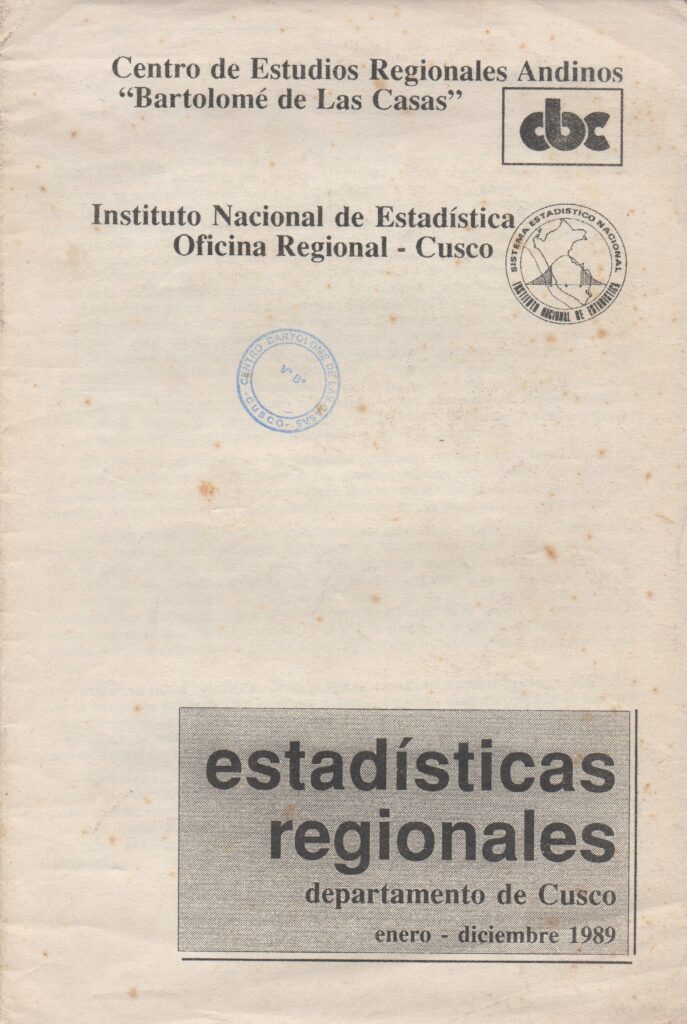 Centro de Estudios Regionales Andinos
“Bartolomé de Las Casas”
cbc
Instituto Nacional de Estadística
Oficina Regional - Cusco
SISTEMA ESTADISTICO NACIONAL
INSTITUTO NACIONAL DE ESTADISTICA
CENTRO BARTOLOME DE LAS CASAS
V° B°
- CUSCO -
estadísticas
regionales
departamento de Cusco
enero - diciembre 1989